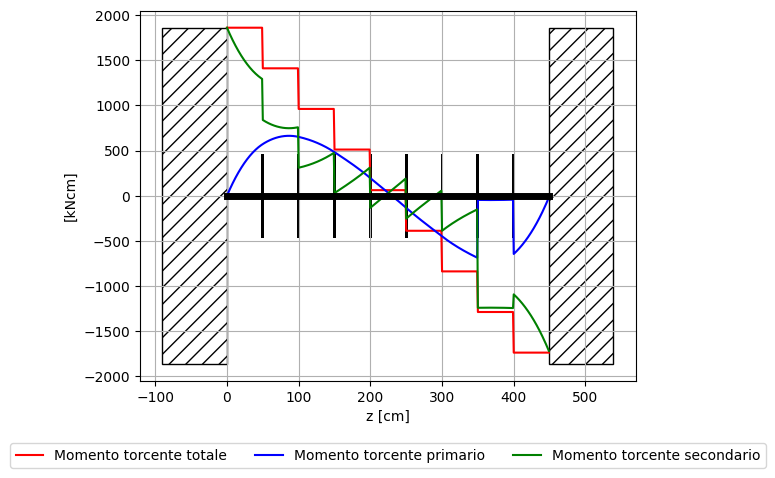 2000
1500
1000
500
0
−500
−1000
−1500
−2000
[kNcm]
−100 0 100 200 300 400 500
z [cm]
Momento torcente totale Momento torcente primario Momento torcente secondario